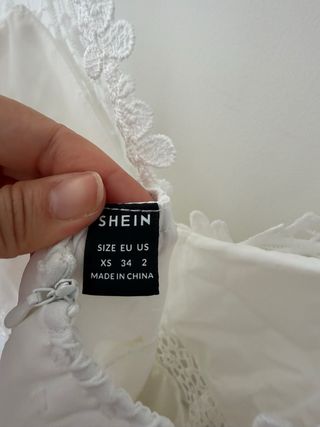 SHEIN
SIZE EU US
XS 34 2
MADE IN CHINA